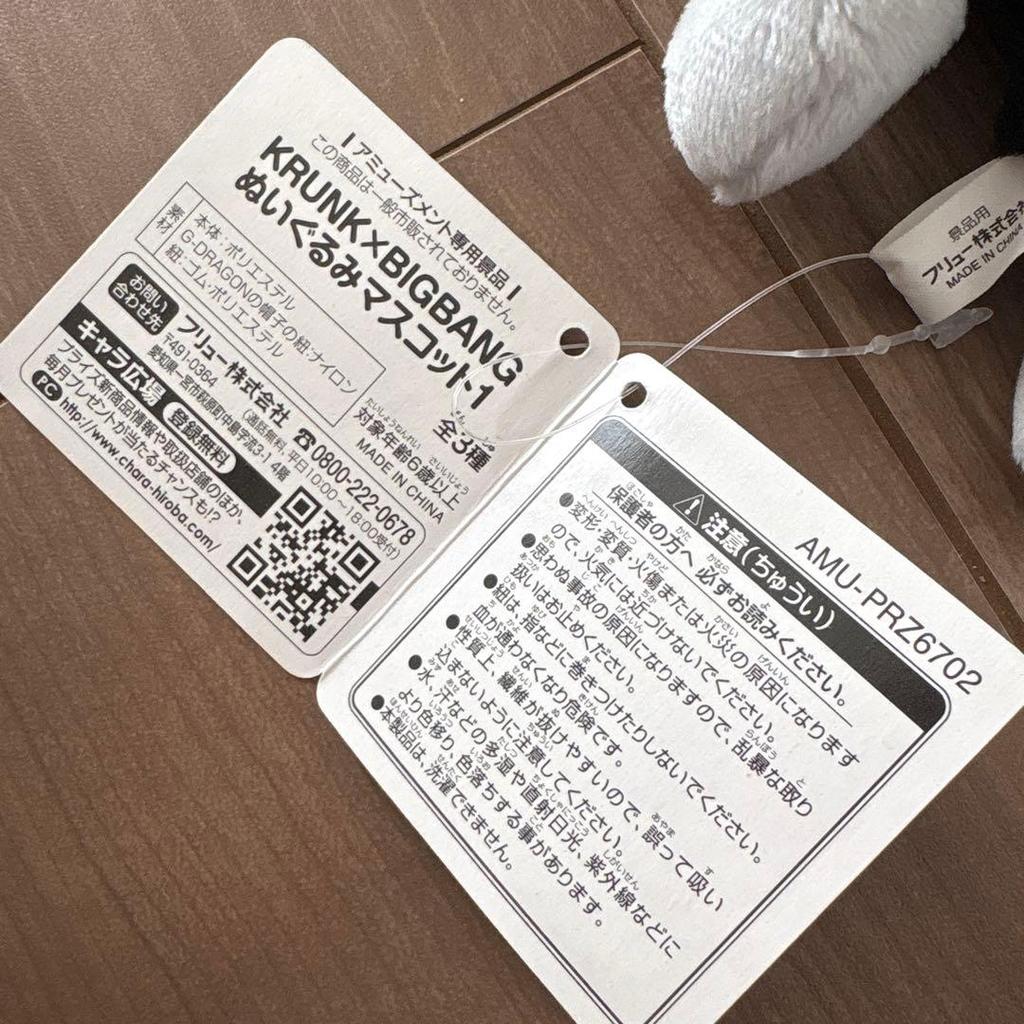 アミューズメント専用景品
この商品は一般市販されておりません。
KRUNK×BIGBANG
ぬいぐるみマスコット1
全3種
素材
本体:ポリエステル
G-DRAGONの帽子の紐:ナイロン
紐:ゴム・ポリエステル
対象年齢6歳以上
MADE IN CHINA
お問い合わせ先
フリュー株式会社
☎0800-222-0678
(通話無料 平日10:00~18:00受付)
〒491-0364
キャラ広場 登録無料
プライズ新商品情報や取扱店舗のほか、
毎月プレゼントが当たるチャンスも!?
PC http://www.chara-hiroba.com/
AMU-PRZ6702
注意(ちゅうい)
保護者の方へ 必ずお読みください。
●変形・変質・火傷または火災の原因になります
ので、火気には近づけないでください。
●思わぬ事故の原因になりますので、乱暴な取り
扱いはお止めください。
●紐は、指などに巻きつけたりしないでください。
血が通わなくなり危険です。
●性質上、繊維が抜けやすいので、誤って吸い
込まないように注意してください。
●水、汗などの多湿や直射日光、紫外線などに
より色移り、色落ちする事があります。
●本製品は、洗濯できません。
景品用
フリュー株式会
MADE IN CHINA